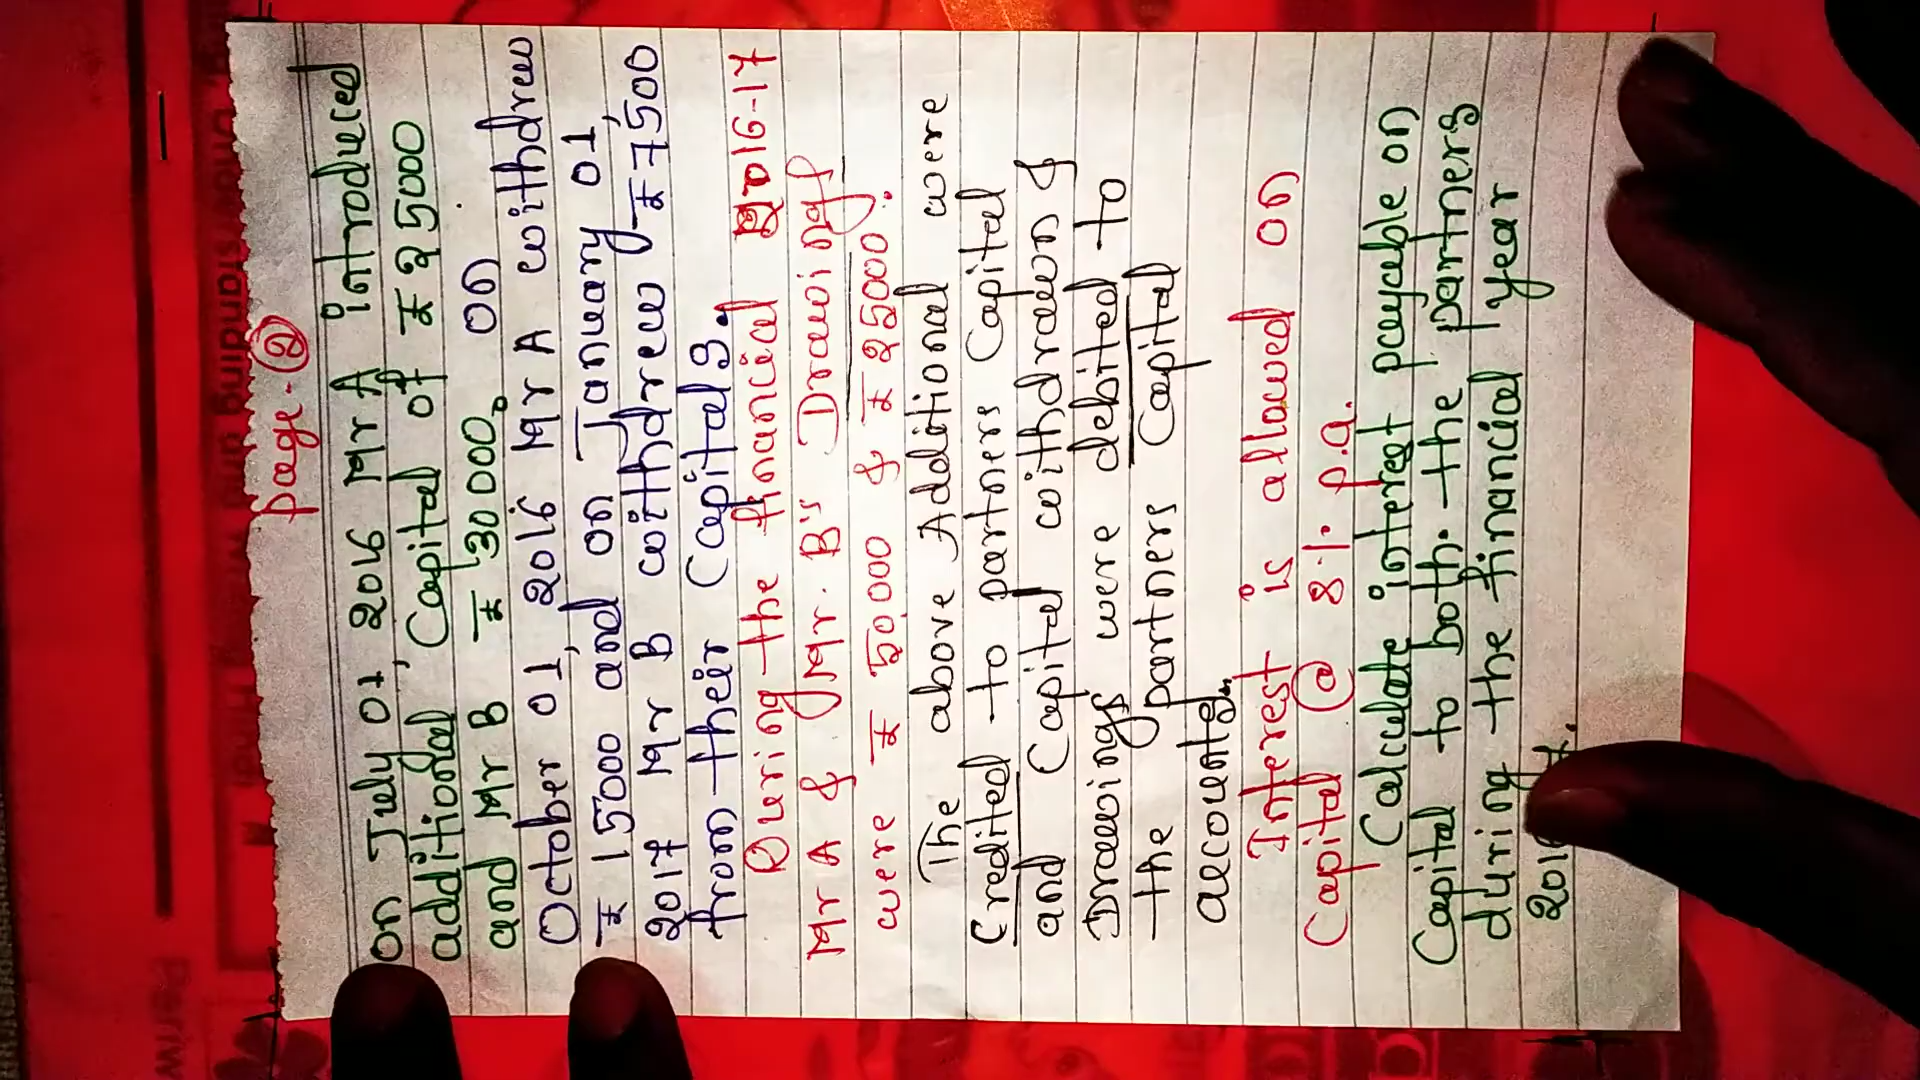 page-2
on July 01 2016 Mr A introduced
additional, Capital of ₹ 25000
and Mr B ₹ 30000. on
October 01, 2016 Mr A withdrew
₹ 15000 and on January 01,
2017 Mr B withdrew ₹ 7500
from their Capitals.
During the financial 2016-17
Mr A & Mr. B's Drawing
were ₹ 50000 & ₹ 25000.
The above Additional were
Credited to partners Capital
and Capital withdrawn &
Drawings were debited to
the partners Capital
accounts.
Interest is allowed on
Capital @ 8%. P.a.
Calculate interest payable on
Capital to both the partners
during the financial year